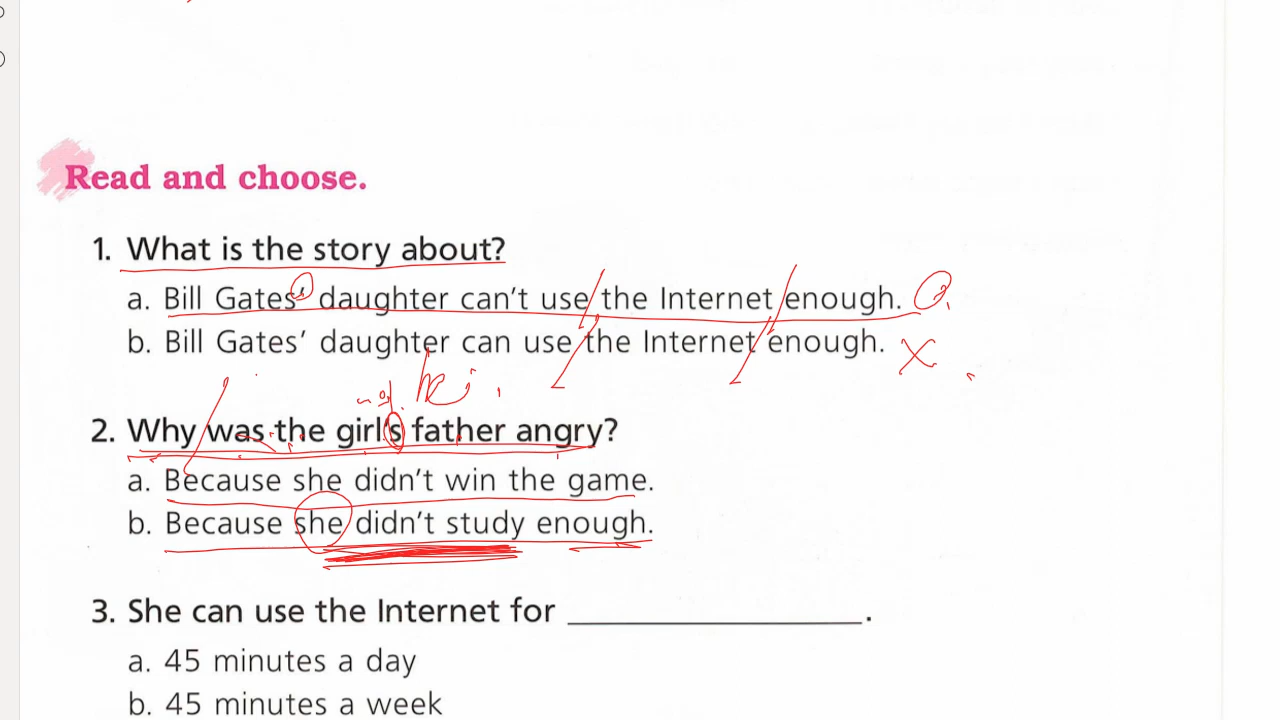 Read and choose.
1. What is the story about?
a. Bill Gates' daughter can't use the Internet enough.
b. Bill Gates' daughter can use the Internet enough. X
2. Why was the girl's father angry?
a. Because she didn't win the game.
b. Because she didn't study enough.
3. She can use the Internet for ____________________.
a. 45 minutes a day
b. 45 minutes a week